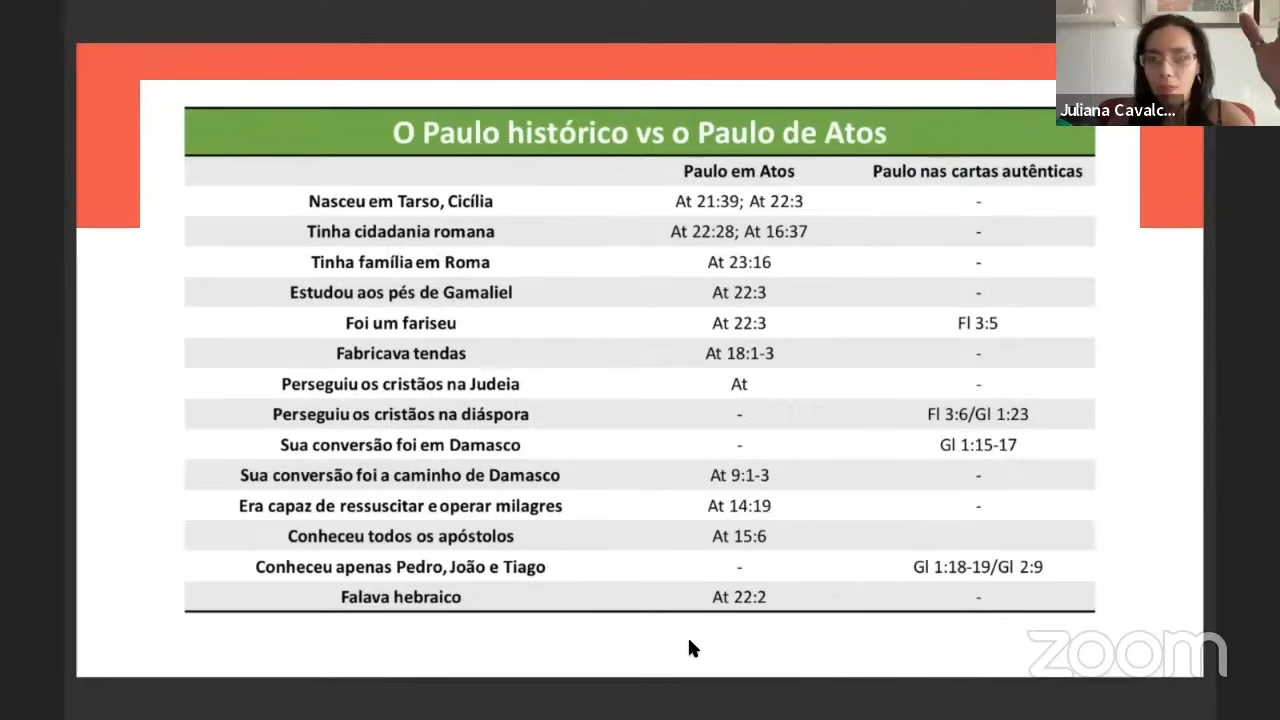 Juliana Cavalc...
O Paulo histórico vs o Paulo de Atos
Paulo em Atos Paulo nas cartas autênticas
Nasceu em Tarso, Cicília At 21:39; At 22:3 -
Tinha cidadania romana At 22:28; At 16:37 -
Tinha família em Roma At 23:16 -
Estudou aos pés de Gamaliel At 22:3 -
Foi um fariseu At 22:3 Fl 3:5
Fabricava tendas At 18:1-3 -
Perseguiu os cristãos na Judeia At -
Perseguiu os cristãos na diáspora - Fl 3:6/Gl 1:23
Sua conversão foi em Damasco - Gl 1:15-17
Sua conversão foi a caminho de Damasco At 9:1-3 -
Era capaz de ressuscitar e operar milagres At 14:19 -
Conheceu todos os apóstolos At 15:6
Conheceu apenas Pedro, João e Tiago - Gl 1:18-19/Gl 2:9
Falava hebraico At 22:2 -
zoom